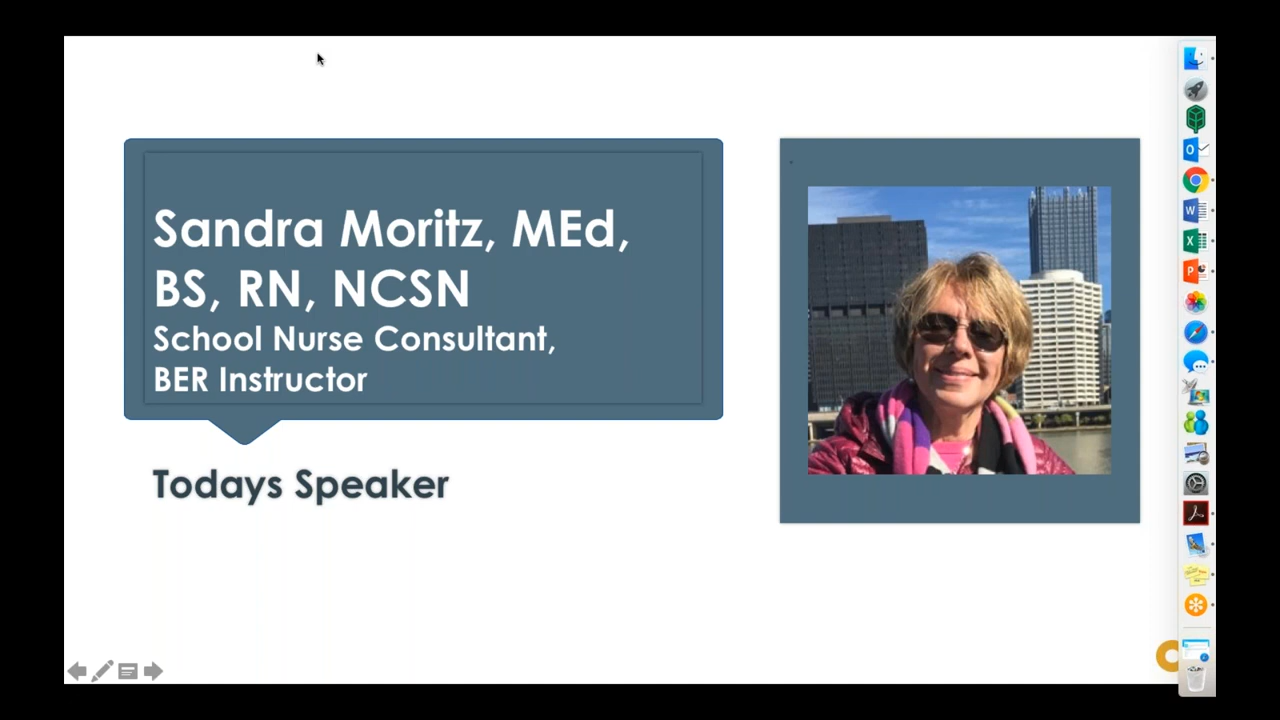 Sandra Moritz, MEd,
BS, RN, NCSN
School Nurse Consultant,
BER Instructor
Todays Speaker